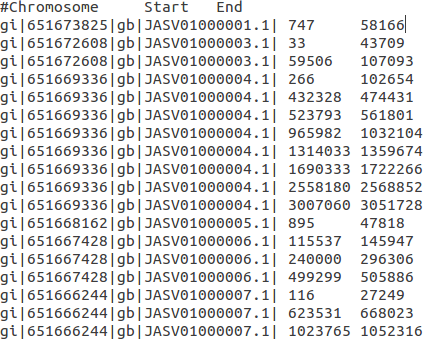 #Chromosome Start End
gi|651673825|gb|JASV01000001.1| 747 58166
gi|651672608|gb|JASV01000003.1| 33 43709
gi|651672608|gb|JASV01000003.1| 59506 107093
gi|651669336|gb|JASV01000004.1| 266 102654
gi|651669336|gb|JASV01000004.1| 432328 474431
gi|651669336|gb|JASV01000004.1| 523793 561801
gi|651669336|gb|JASV01000004.1| 965982 1032104
gi|651669336|gb|JASV01000004.1| 1314033 1359674
gi|651669336|gb|JASV01000004.1| 1690333 1722266
gi|651669336|gb|JASV01000004.1| 2558180 2568852
gi|651669336|gb|JASV01000004.1| 3007060 3051728
gi|651668162|gb|JASV01000005.1| 895 47818
gi|651667428|gb|JASV01000006.1| 115537 145947
gi|651667428|gb|JASV01000006.1| 240000 296306
gi|651667428|gb|JASV01000006.1| 499299 505886
gi|651666244|gb|JASV01000007.1| 116 27249
gi|651666244|gb|JASV01000007.1| 623531 668023
gi|651666244|gb|JASV01000007.1| 1023765 1052316